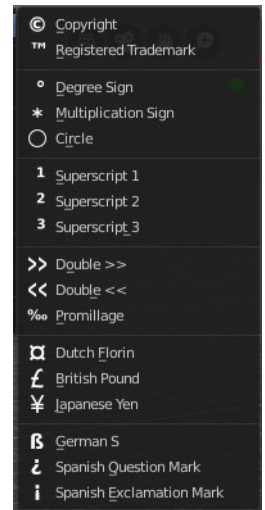 © Copyright
™ Registered Trademark
° Degree Sign
* Multiplication Sign
◯ Circle
¹ Superscript 1
² Superscript 2
³ Superscript 3
>> Double >>
<< Double <<
‰ Promillage
¤ Dutch Florin
£ British Pound
¥ Japanese Yen
ß German S
¿ Spanish Question Mark
¡ Spanish Exclamation Mark